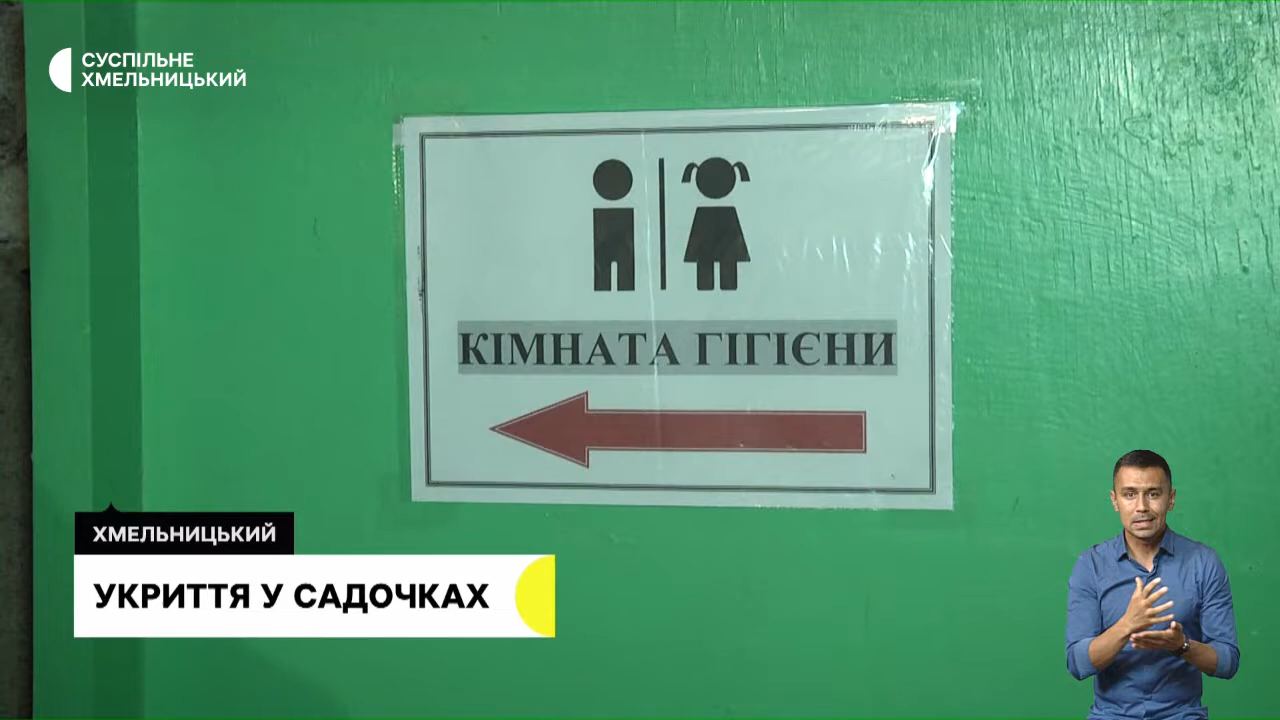 СУСПІЛЬНЕ
ХМЕЛЬНИЦЬКИЙ
КІМНАТА ГІГІЄНИ
ХМЕЛЬНИЦЬКИЙ
УКРИТТЯ У САДОЧКАХ